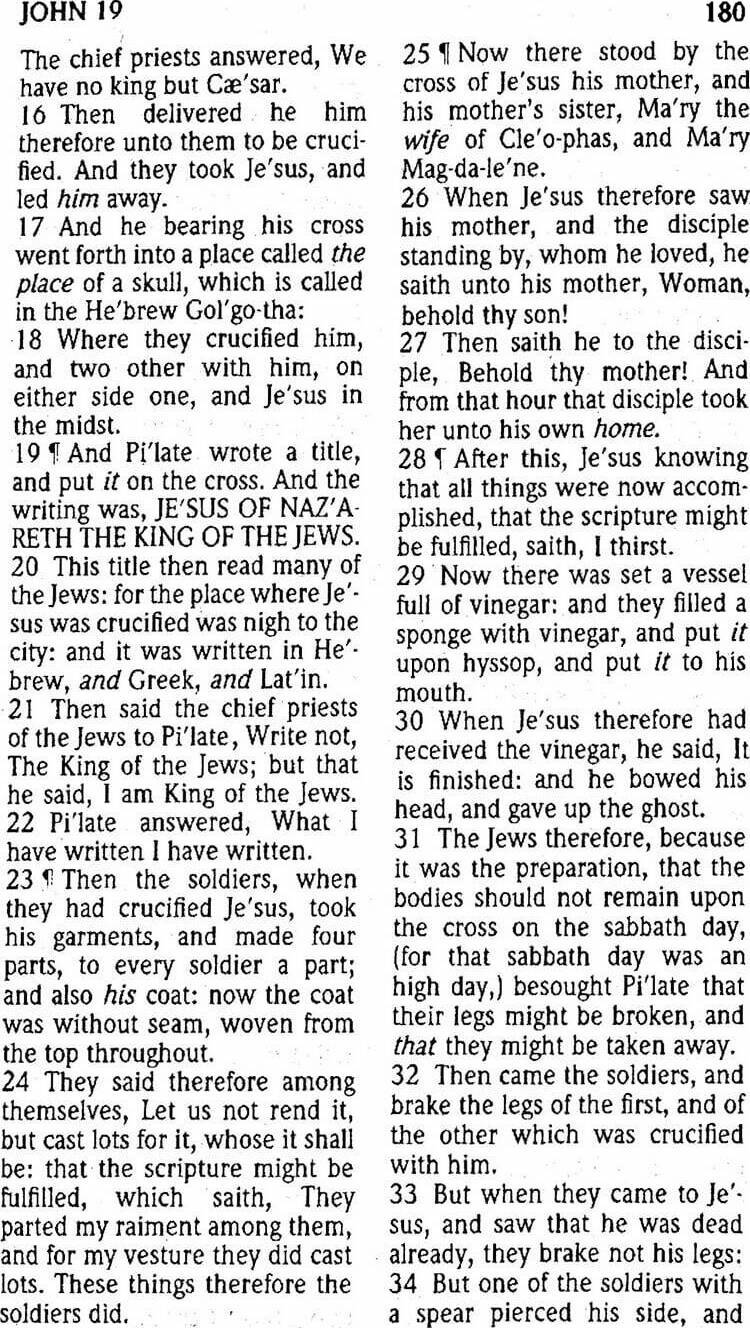 JOHN 19
180
The chief priests answered, We
have no king but Cæ'sar.
16 Then delivered he him
therefore unto them to be cruci-
fied. And they took Je'sus, and
led him away.
17 And he bearing his cross
went forth into a place called the
place of a skull, which is called
in the He'brew Gol'go-tha:
18 Where they crucified him,
and two other with him, on
either side one, and Je'sus in
the midst.
19 ¶ And Pi'late wrote a title,
and put it on the cross. And the
writing was, JE'SUS OF NAZ'A-
RETH THE KING OF THE JEWS.
20 This title then read many of
the Jews: for the place where Je'-
sus was crucified was nigh to the
city: and it was written in He'-
brew, and Greek, and Lat'in.
21 Then said the chief priests
of the Jews to Pi'late, Write not,
The King of the Jews; but that
he said, I am King of the Jews.
22 Pi'late answered, What I
have written I have written.
23 ¶ Then the soldiers, when
they had crucified Je'sus, took
his garments, and made four
parts, to every soldier a part;
and also his coat: now the coat
was without seam, woven from
the top throughout.
24 They said therefore among
themselves, Let us not rend it,
but cast lots for it, whose it shall
be: that the scripture might be
fulfilled, which saith, They
parted my raiment among them,
and for my vesture they did cast
lots. These things therefore the
soldiers did.
25 ¶ Now there stood by the
cross of Je'sus his mother, and
his mother's sister, Ma'ry the
wife of Cle'o-phas, and Ma'ry
Mag-da-le'ne.
26 When Je'sus therefore saw
his mother, and the disciple
standing by, whom he loved, he
saith unto his mother, Woman,
behold thy son!
27 Then saith he to the disci-
ple, Behold thy mother! And
from that hour that disciple took
her unto his own home.
28 ¶ After this, Je'sus knowing
that all things were now accom-
plished, that the scripture might
be fulfilled, saith, I thirst.
29 Now there was set a vessel
full of vinegar: and they filled a
sponge with vinegar, and put it
upon hyssop, and put it to his
mouth.
30 When Je'sus therefore had
received the vinegar, he said, It
is finished: and he bowed his
head, and gave up the ghost.
31 The Jews therefore, because
it was the preparation, that the
bodies should not remain upon
the cross on the sabbath day,
(for that sabbath day was an
high day,) besought Pi'late that
their legs might be broken, and
that they might be taken away.
32 Then came the soldiers, and
brake the legs of the first, and of
the other which was crucified
with him.
33 But when they came to Je'-
sus, and saw that he was dead
already, they brake not his legs:
34 But one of the soldiers with
a spear pierced his side, and